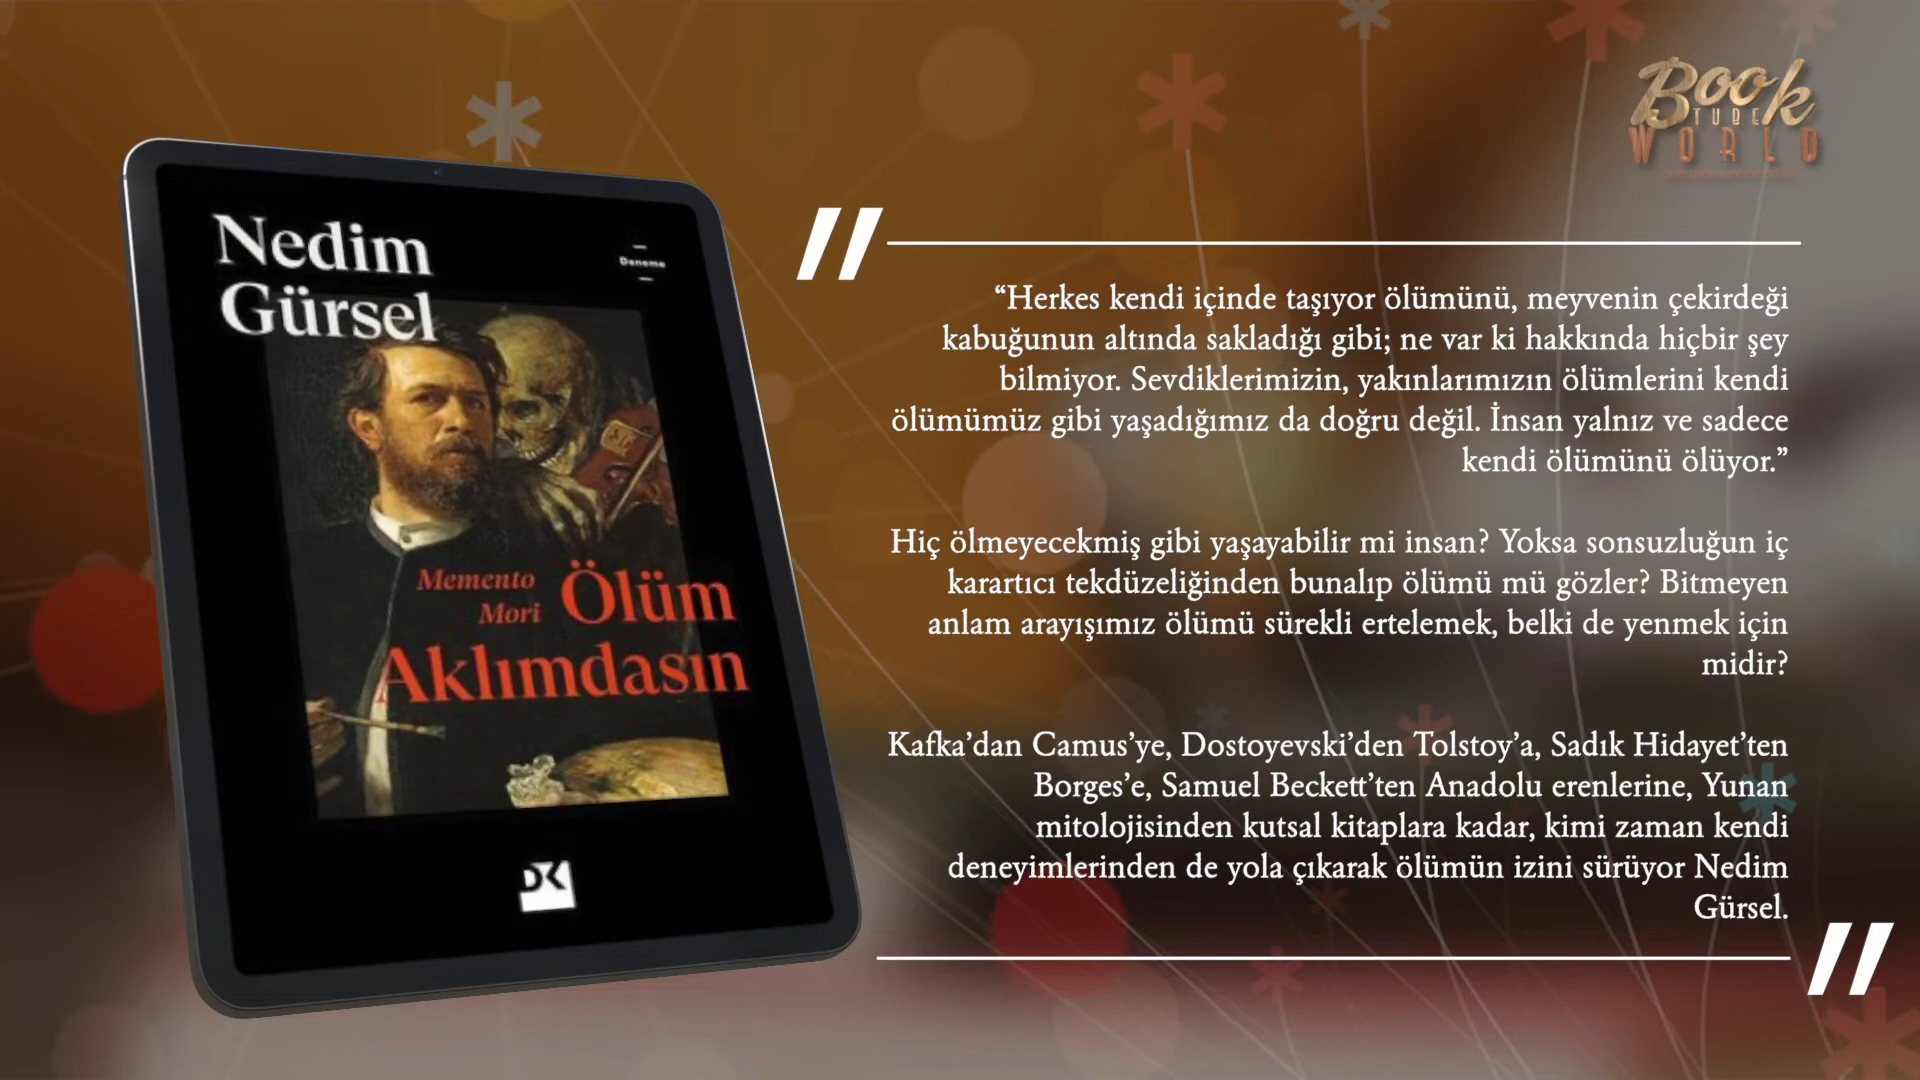 Book
TUBE
WORLD
Nedim
Gürsel
Deneme
Memento
Mori
Ölüm
Aklımdasın
DK
“Herkes kendi içinde taşıyor ölümünü, meyvenin çekirdeği
kabuğunun altında sakladığı gibi; ne var ki hakkında hiçbir şey
bilmiyor. Sevdiklerimizin, yakınlarımızın ölümlerini kendi
ölümümüz gibi yaşadığımız da doğru değil. İnsan yalnız ve sadece
kendi ölümünü ölüyor.”
Hiç ölmeyecekmiş gibi yaşayabilir mi insan? Yoksa sonsuzluğun iç
karartıcı tekdüzeliğinden bunalıp ölümü mü gözler? Bitmeyen
anlam arayışımız ölümü sürekli ertelemek, belki de yenmek için
midir?
Kafka’dan Camus’ye, Dostoyevski’den Tolstoy’a, Sadık Hidayet’ten
Borges’e, Samuel Beckett’ten Anadolu erenlerine, Yunan
mitolojisinden kutsal kitaplara kadar, kimi zaman kendi
deneyimlerinden de yola çıkarak ölümün izini sürüyor Nedim
Gürsel.